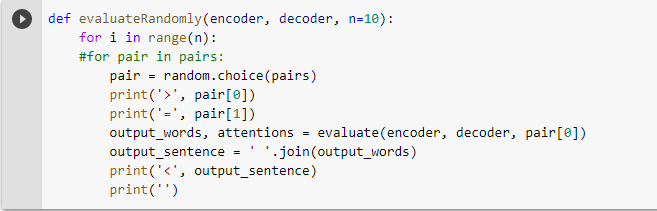 def evaluateRandomly(encoder, decoder, n=10):
    for i in range(n):
    #for pair in pairs:
        pair = random.choice(pairs)
        print('>', pair[0])
        print('=', pair[1])
        output_words, attentions = evaluate(encoder, decoder, pair[0])
        output_sentence = ' '.join(output_words)
        print('<', output_sentence)
        print('')